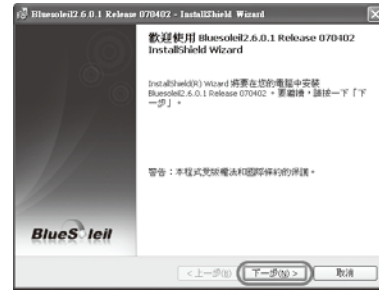 Bluesoleil2.6.0.1 Release 070402 - InstallShield Wizard
歡迎使用 Bluesoleil2.6.0.1 Release 070402
InstallShield Wizard
InstallShield(R) Wizard 將要在您的電腦中安裝
Bluesoleil2.6.0.1 Release 070402 。要繼續，請按一下「下
一步」。
警告：本程式受版權法和國際條約的保護。
BlueSoleil
<上一步(B)
下一步(N) >
取消